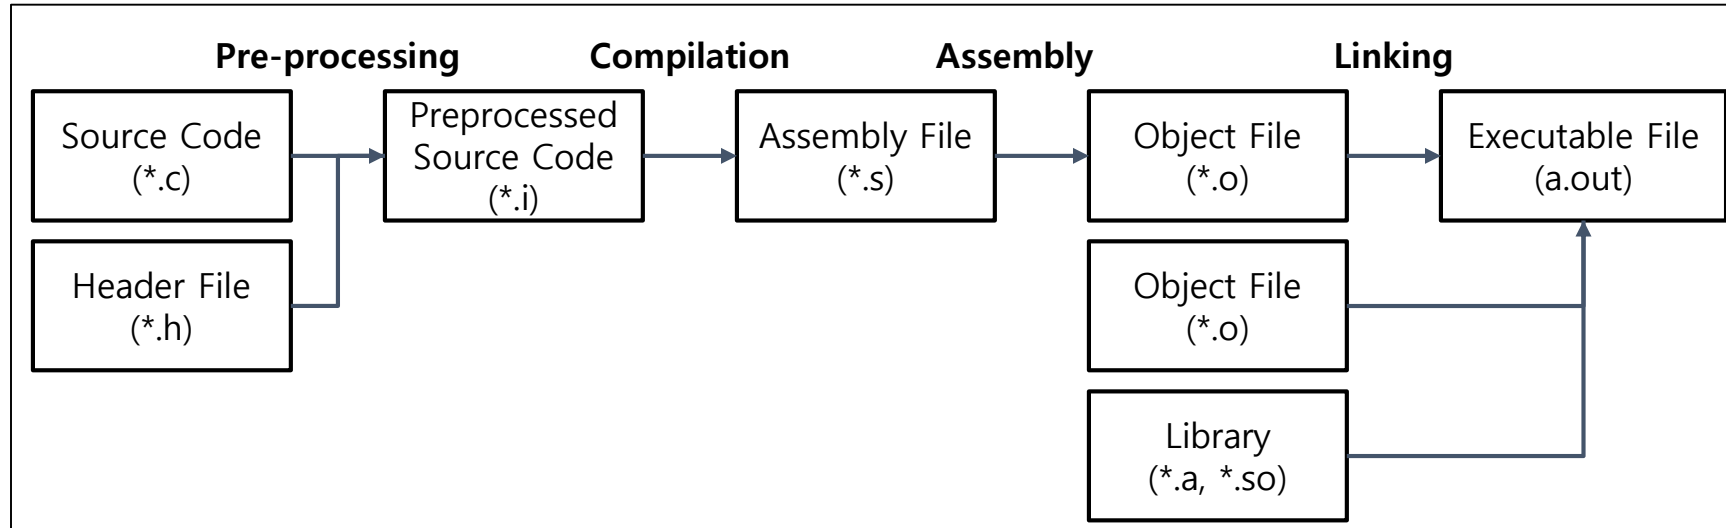 Pre-processing
Compilation
Assembly
Linking
Source Code
(*.c)
Preprocessed
Source Code
(*.i)
Assembly File
(*.s)
Object File
(*.o)
Executable File
(a.out)
Header File
(*.h)
Object File
(*.o)
Library
(*.a, *.so)